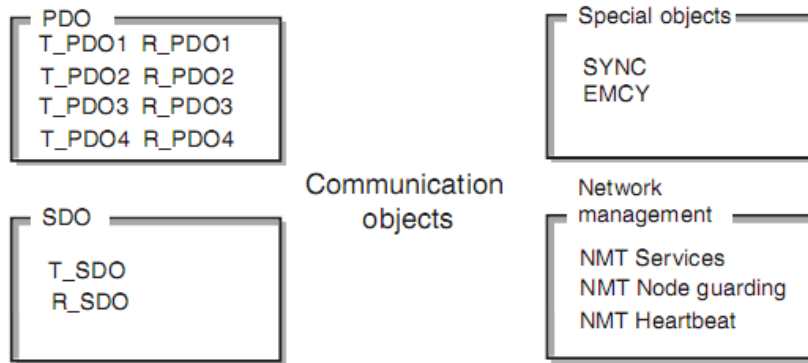 PDO
T_PDO1 R_PDO1
T_PDO2 R_PDO2
T_PDO3 R_PDO3
T_PDO4 R_PDO4
Special objects
SYNC
EMCY
Communication
objects
SDO
T_SDO
R_SDO
Network
management
NMT Services
NMT Node guarding
NMT Heartbeat